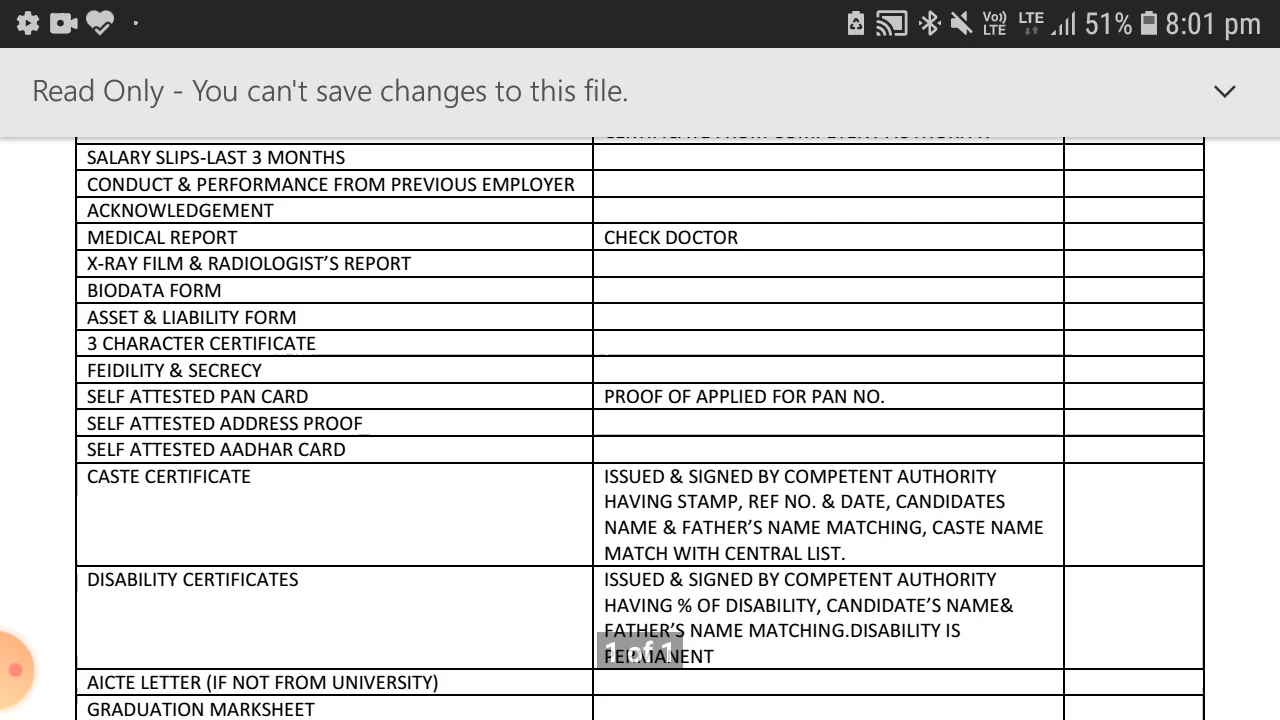 51% 8:01 pm
Read Only - You can't save changes to this file.
CERTIFICATE FROM COMPETENT AUTHORITY
SALARY SLIPS-LAST 3 MONTHS
CONDUCT & PERFORMANCE FROM PREVIOUS EMPLOYER
ACKNOWLEDGEMENT
MEDICAL REPORT CHECK DOCTOR
X-RAY FILM & RADIOLOGIST’S REPORT
BIODATA FORM
ASSET & LIABILITY FORM
3 CHARACTER CERTIFICATE
FEIDILITY & SECRECY
SELF ATTESTED PAN CARD PROOF OF APPLIED FOR PAN NO.
SELF ATTESTED ADDRESS PROOF
SELF ATTESTED AADHAR CARD
CASTE CERTIFICATE ISSUED & SIGNED BY COMPETENT AUTHORITY
HAVING STAMP, REF NO. & DATE, CANDIDATES
NAME & FATHER’S NAME MATCHING, CASTE NAME
MATCH WITH CENTRAL LIST.
DISABILITY CERTIFICATES ISSUED & SIGNED BY COMPETENT AUTHORITY
HAVING % OF DISABILITY, CANDIDATE’S NAME&
FATHER’S NAME MATCHING.DISABILITY IS
PERMANENT
1 of 1
AICTE LETTER (IF NOT FROM UNIVERSITY)
GRADUATION MARKSHEET